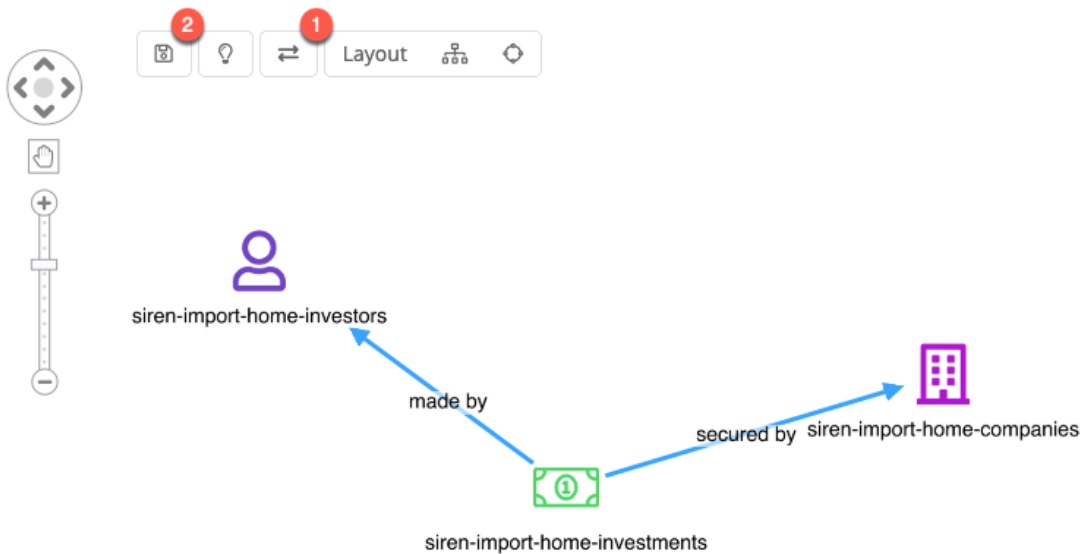 2
1
Layout
siren-import-home-investors
made by
secured by
siren-import-home-companies
1
siren-import-home-investments